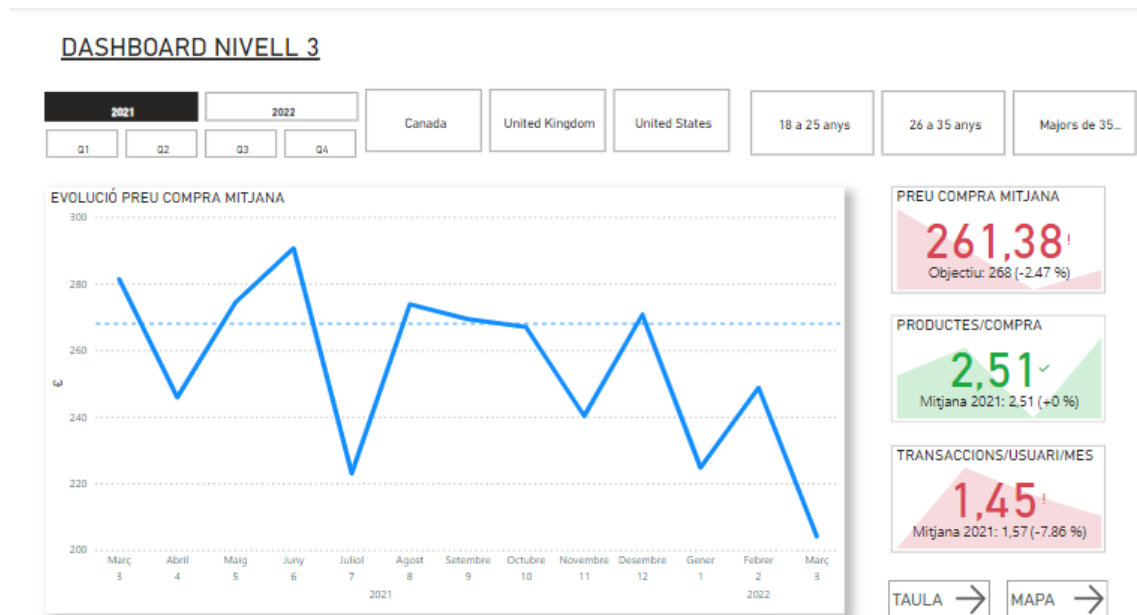 DASHBOARD NIVELL 3
2021
2022
Q1
Q2
Q3
Q4
Canada
United Kingdom
United States
18 a 25 anys
26 a 35 anys
Majors de 35...
EVOLUCIÓ PREU COMPRA MITJANA
300
280
260
€
240
220
200
Març Abril Maig Juny Juliol Agost Setembre Octubre Novembre Desembre Gener Febrer Març
3 4 5 6 7 8 9 10 11 12 1 2 3
2021 2022
PREU COMPRA MITJANA
261,38!
Objectiu: 268 (-2.47 %)
PRODUCTES/COMPRA
2,51✓
Mitjana 2021: 2,51 (+0 %)
TRANSACCIONS/USUARI/MES
1,45!
Mitjana 2021: 1,57 (-7.86 %)
TAULA
MAPA